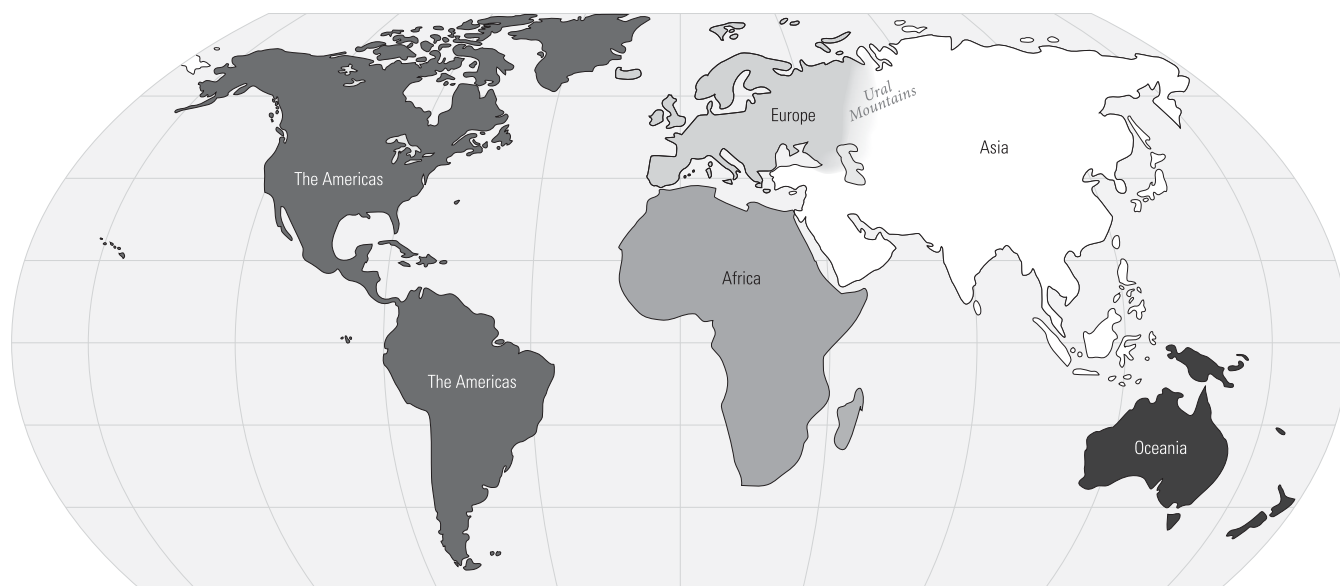 Ural
Mountains
Europe
Asia
The Americas
Africa
The Americas
Oceania